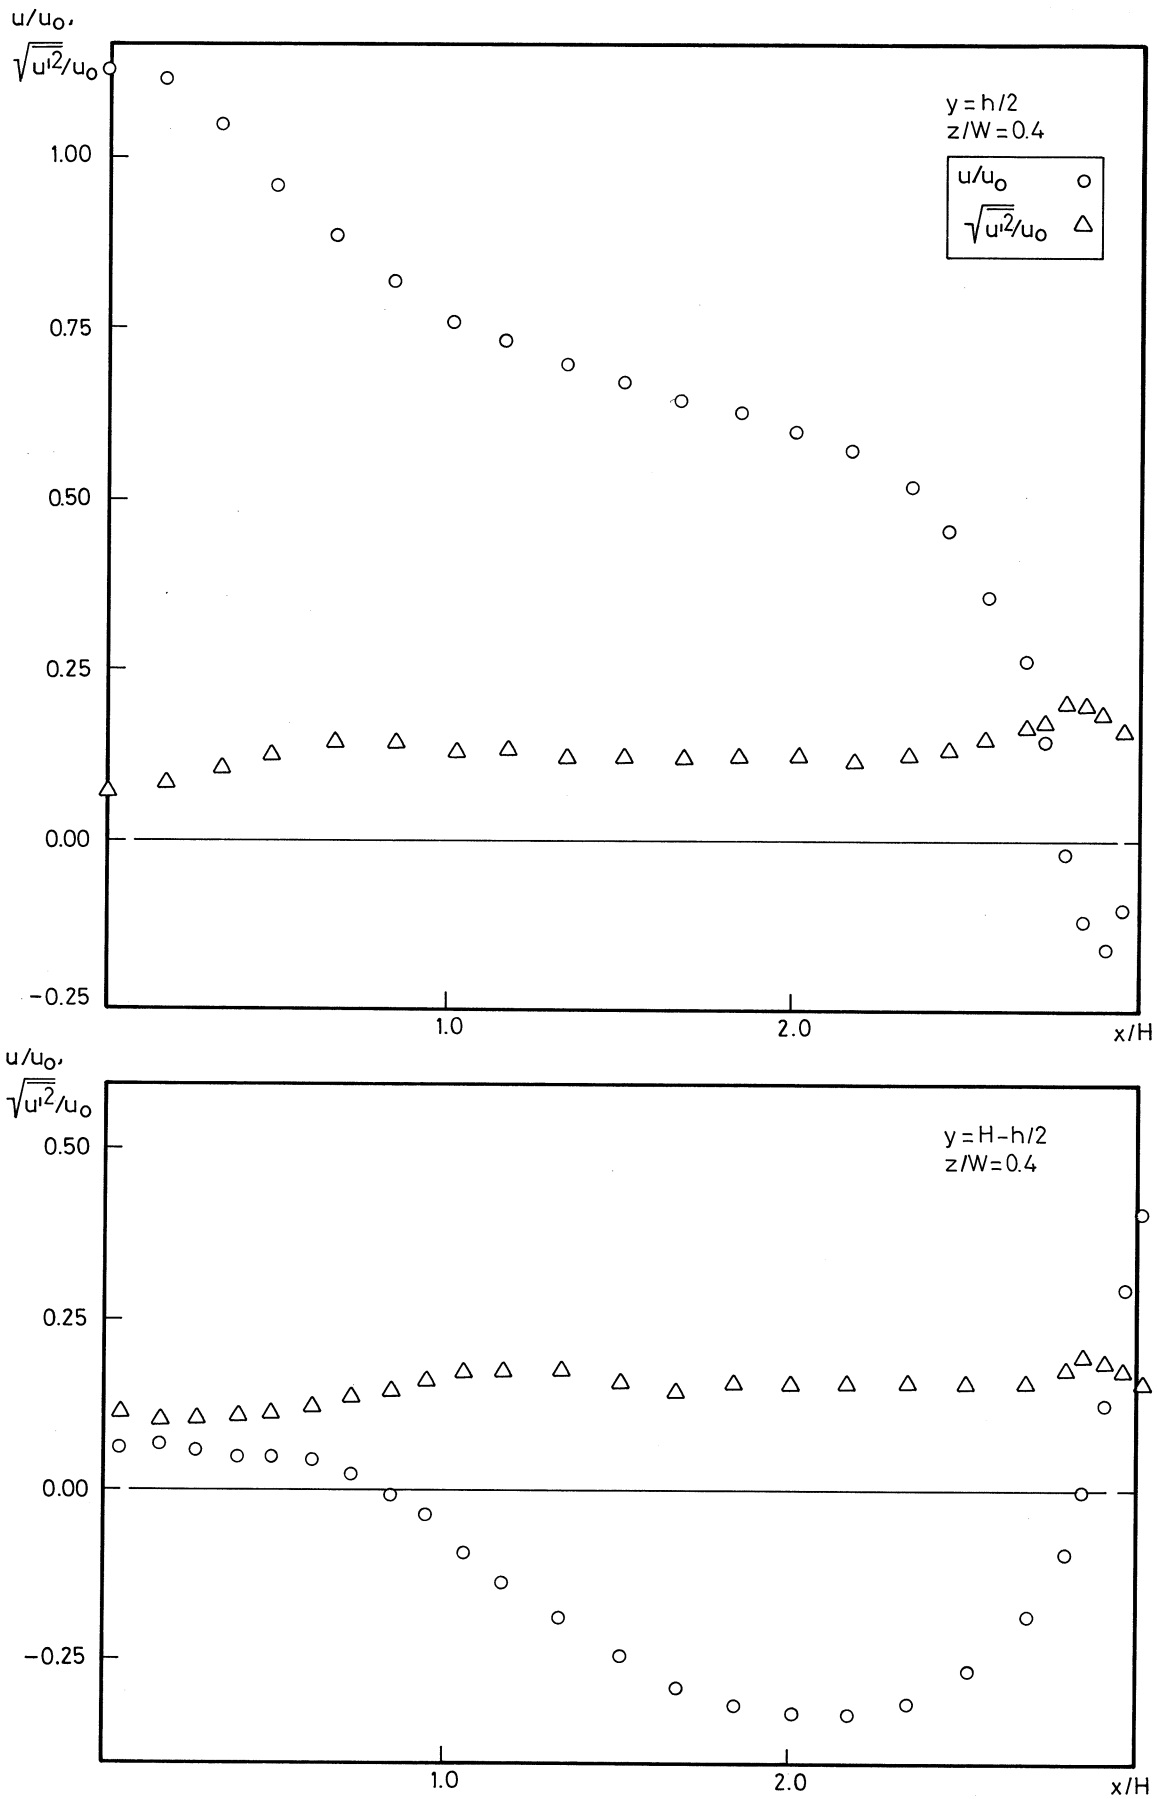 u/u₀,
√u'²/u₀
y = h/2
z/W = 0.4
u/u₀ ○
√u'²/u₀ △
1.00
0.75
0.50
0.25
0.00
−0.25
1.0 2.0 x/H
u/u₀,
√u'²/u₀
y = H − h/2
z/W = 0.4
0.50
0.25
0.00
−0.25
1.0 2.0 x/H